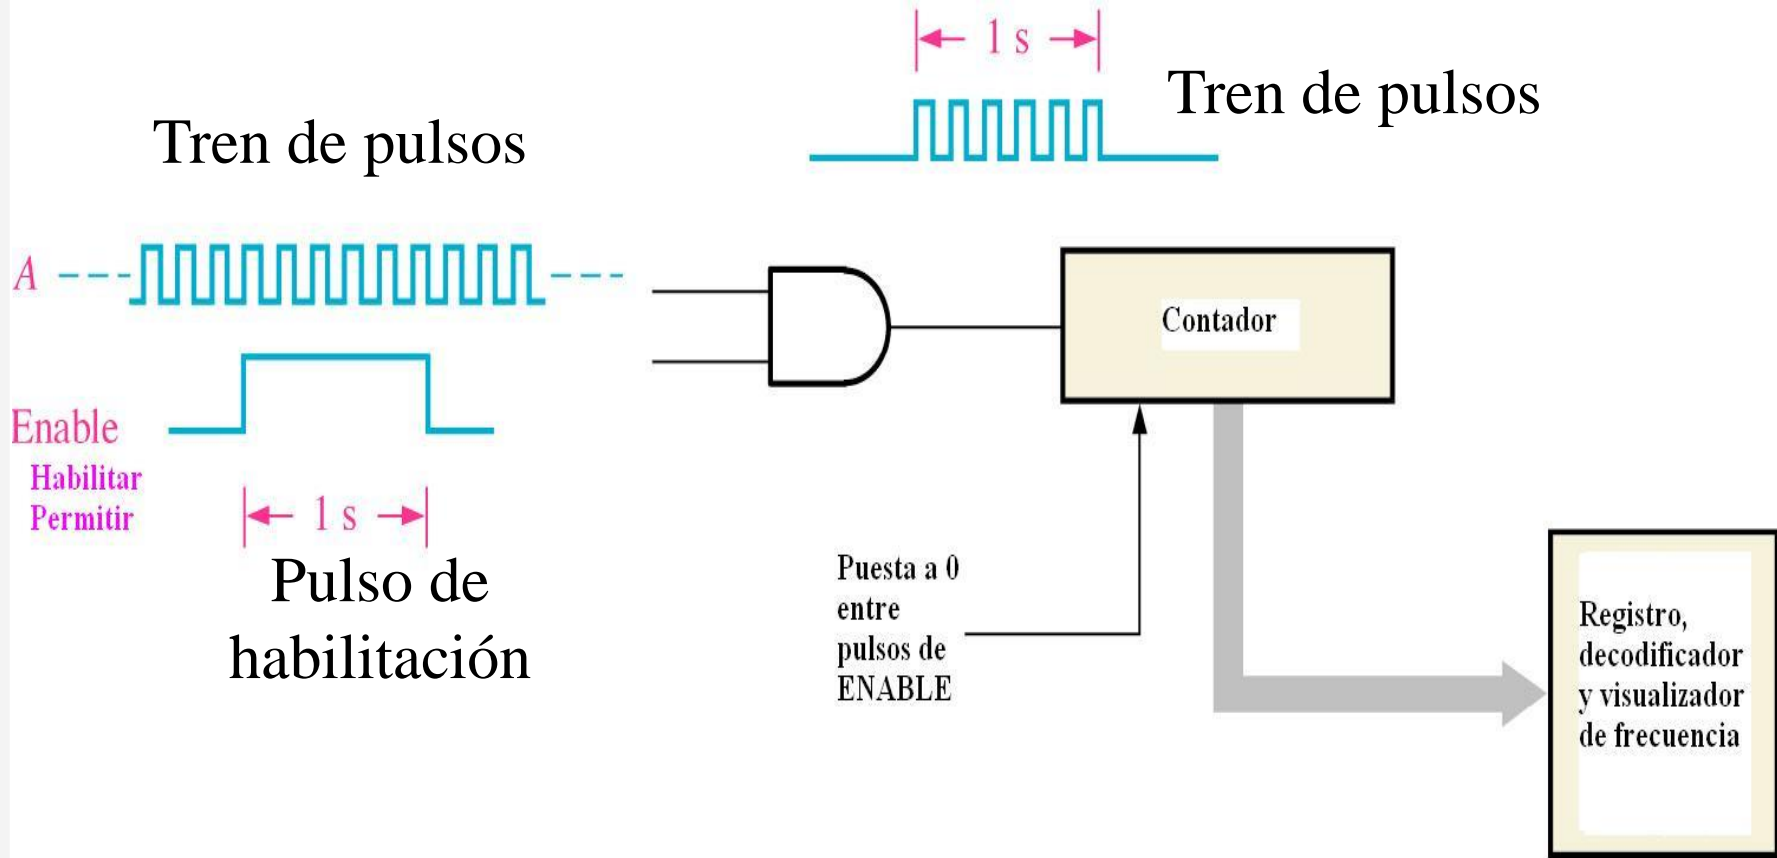 1 s
Tren de pulsos
Tren de pulsos
A
Contador
Enable
Habilitar
Permitir
1 s
Pulso de
habilitación
Puesta a 0
entre
pulsos de
ENABLE
Registro,
decodificador
y visualizador
de frecuencia